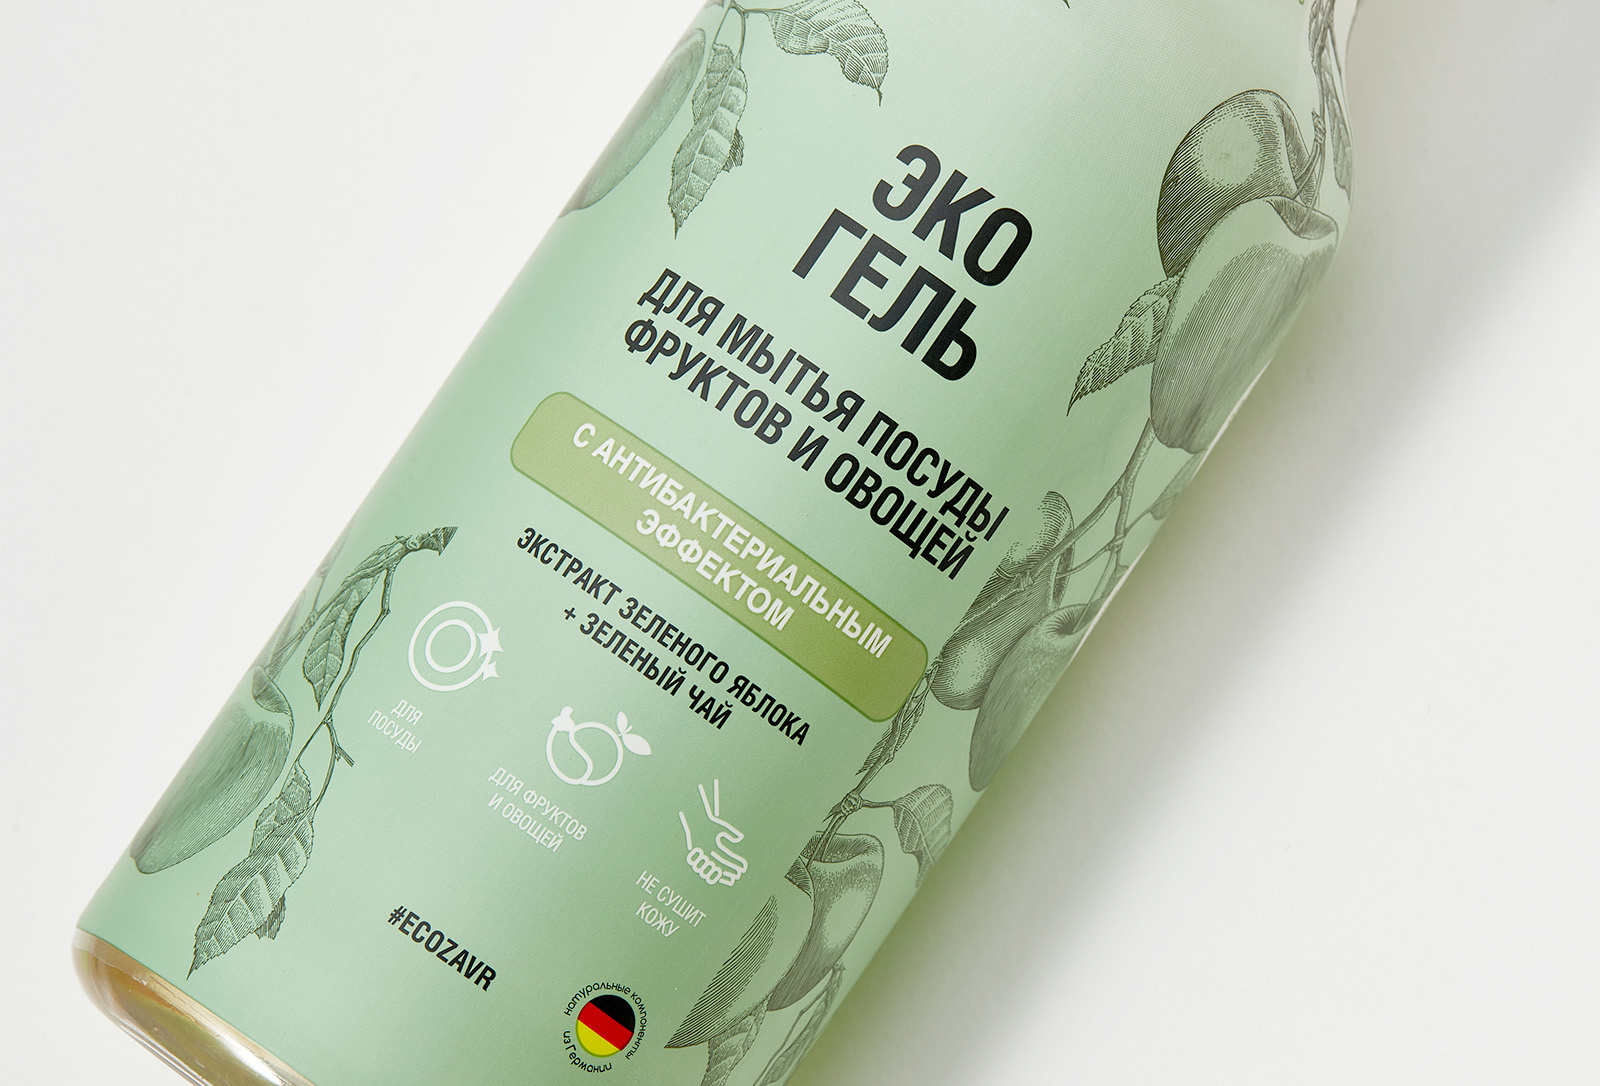 ЭКО
ГЕЛЬ
ДЛЯ МЫТЬЯ ПОСУДЫ
ФРУКТОВ И ОВОЩЕЙ
С АНТИБАКТЕРИАЛЬНЫМ
ЭФФЕКТОМ
ЭКСТРАКТ ЗЕЛЕНОГО ЯБЛОКА
+ ЗЕЛЕНЫЙ ЧАЙ
ДЛЯ
ПОСУДЫ
ДЛЯ ФРУКТОВ
И ОВОЩЕЙ
НЕ СУШИТ
КОЖУ
#ECOZAVR
натуральные компоненты
из Германии